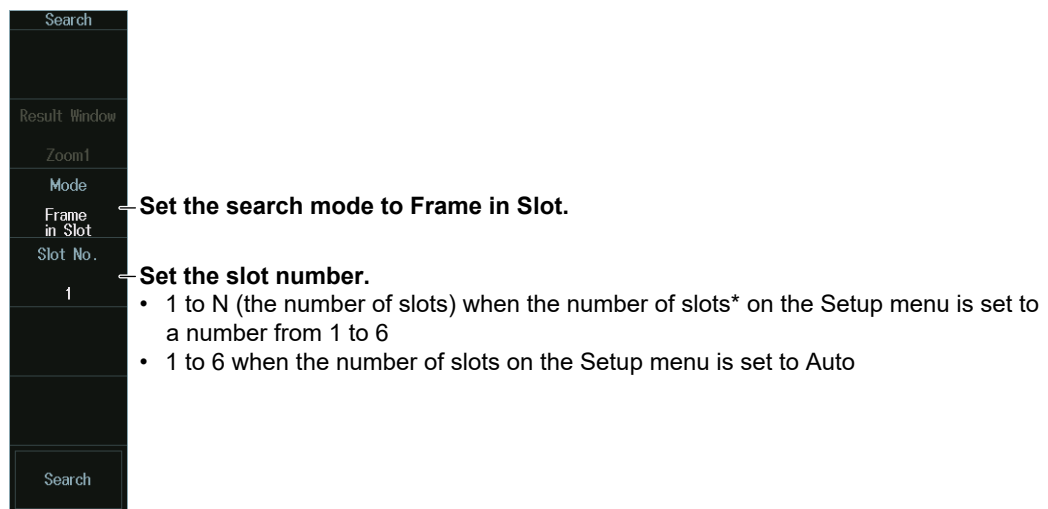 Search
Result Window
Zoom1
Mode
Frame
in Slot
Set the search mode to Frame in Slot.
Slot No.
1
Set the slot number.
• 1 to N (the number of slots) when the number of slots* on the Setup menu is set to
a number from 1 to 6
• 1 to 6 when the number of slots on the Setup menu is set to Auto
Search